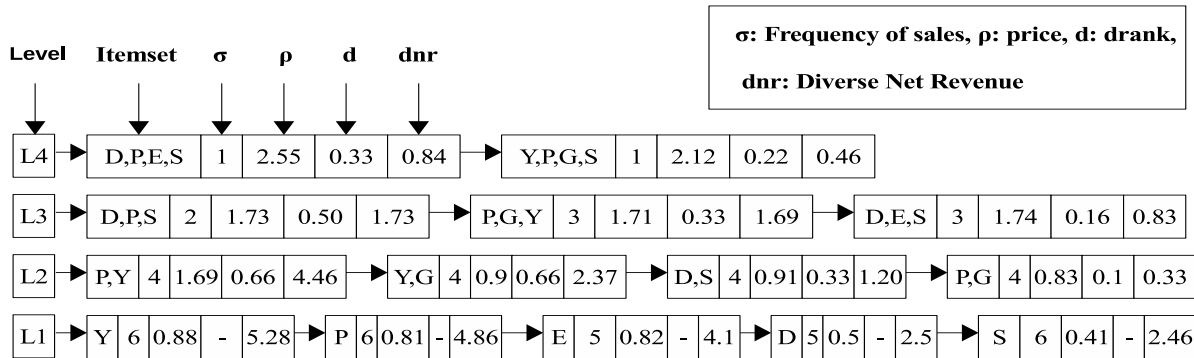 σ: Frequency of sales, ρ: price, d: drank,
dnr: Diverse Net Revenue
Level Itemset σ ρ d dnr
L4 D,P,E,S 1 2.55 0.33 0.84 Y,P,G,S 1 2.12 0.22 0.46
L3 D,P,S 2 1.73 0.50 1.73 P,G,Y 3 1.71 0.33 1.69 D,E,S 3 1.74 0.16 0.83
L2 P,Y 4 1.69 0.66 4.46 Y,G 4 0.9 0.66 2.37 D,S 4 0.91 0.33 1.20 P,G 4 0.83 0.1 0.33
L1 Y 6 0.88 - 5.28 P 6 0.81 - 4.86 E 5 0.82 - 4.1 D 5 0.5 - 2.5 S 6 0.41 - 2.46